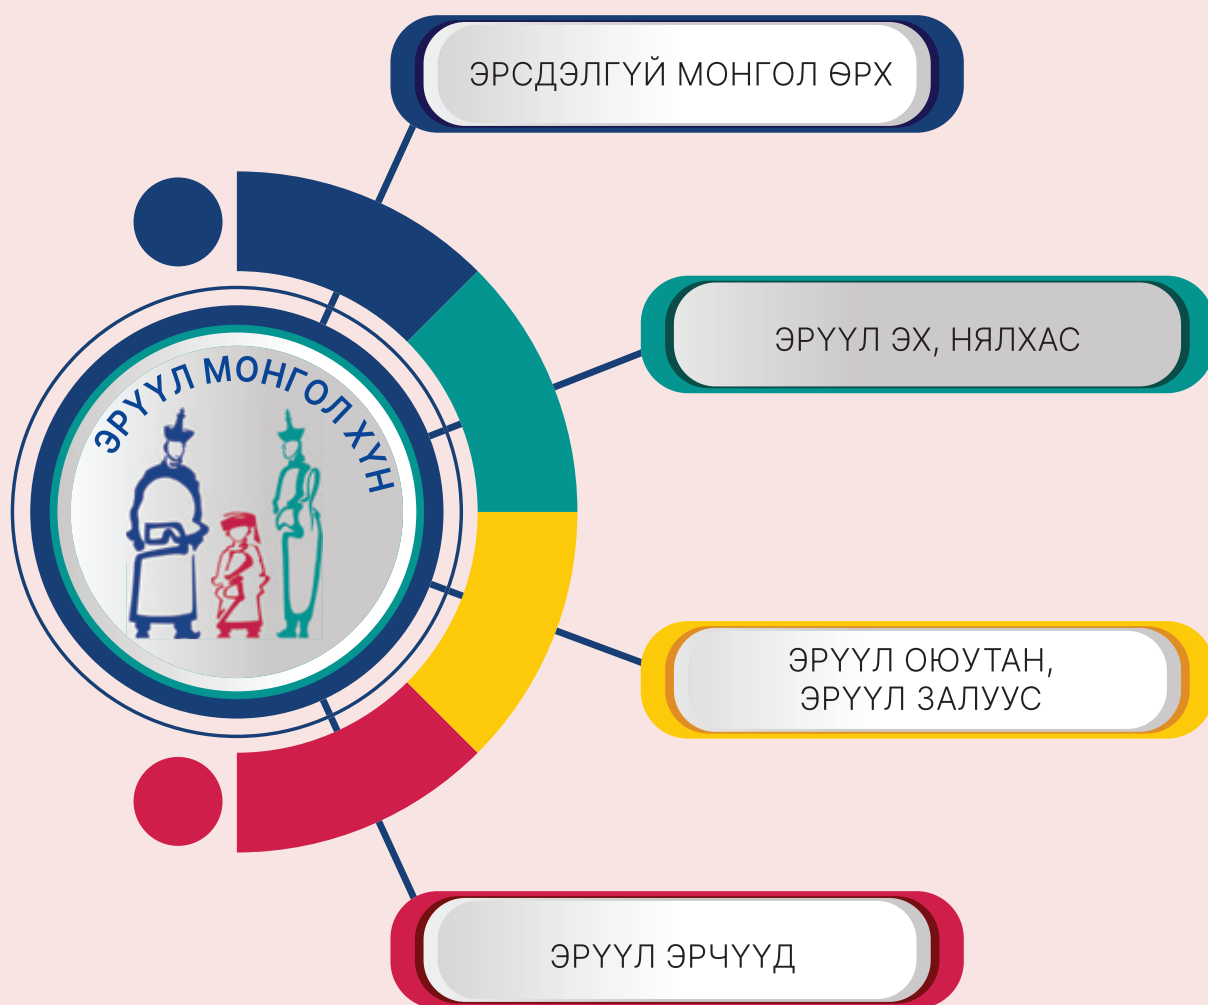 ЭРСДЭЛГҮЙ МОНГОЛ ӨРХ
ЭРҮҮЛ ЭХ, НЯЛХАС
ЭРҮҮЛ МОНГОЛ ХҮН
ЭРҮҮЛ ОЮУТАН,
ЭРҮҮЛ ЗАЛУУС
ЭРҮҮЛ ЭРЧҮҮД